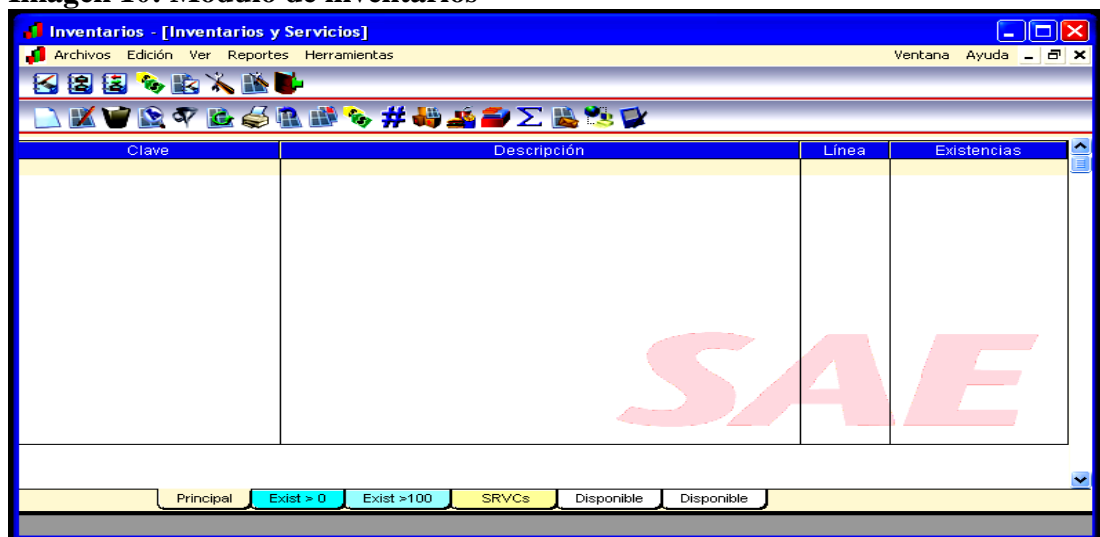 Imagen 10. Módulo de inventarios
Inventarios - [Inventarios y Servicios]
Archivos Edición Ver Reportes Herramientas Ventana Ayuda
Clave Descripción Línea Existencias
SAE
Principal Exist > 0 Exist >100 SRVCs Disponible Disponible